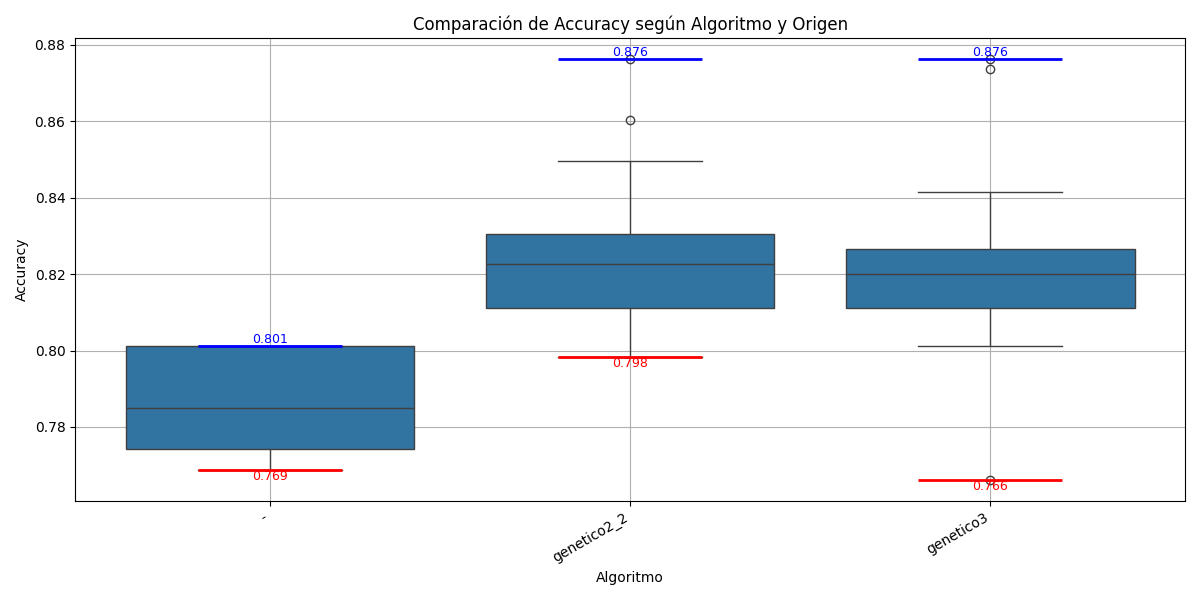 Comparación de Accuracy según Algoritmo y Origen
Accuracy
0.88
0.86
0.84
0.82
0.80
0.78
0.801
0.769
0.876
0.798
0.876
0.766
-
genetico2_2
genetico3
Algoritmo